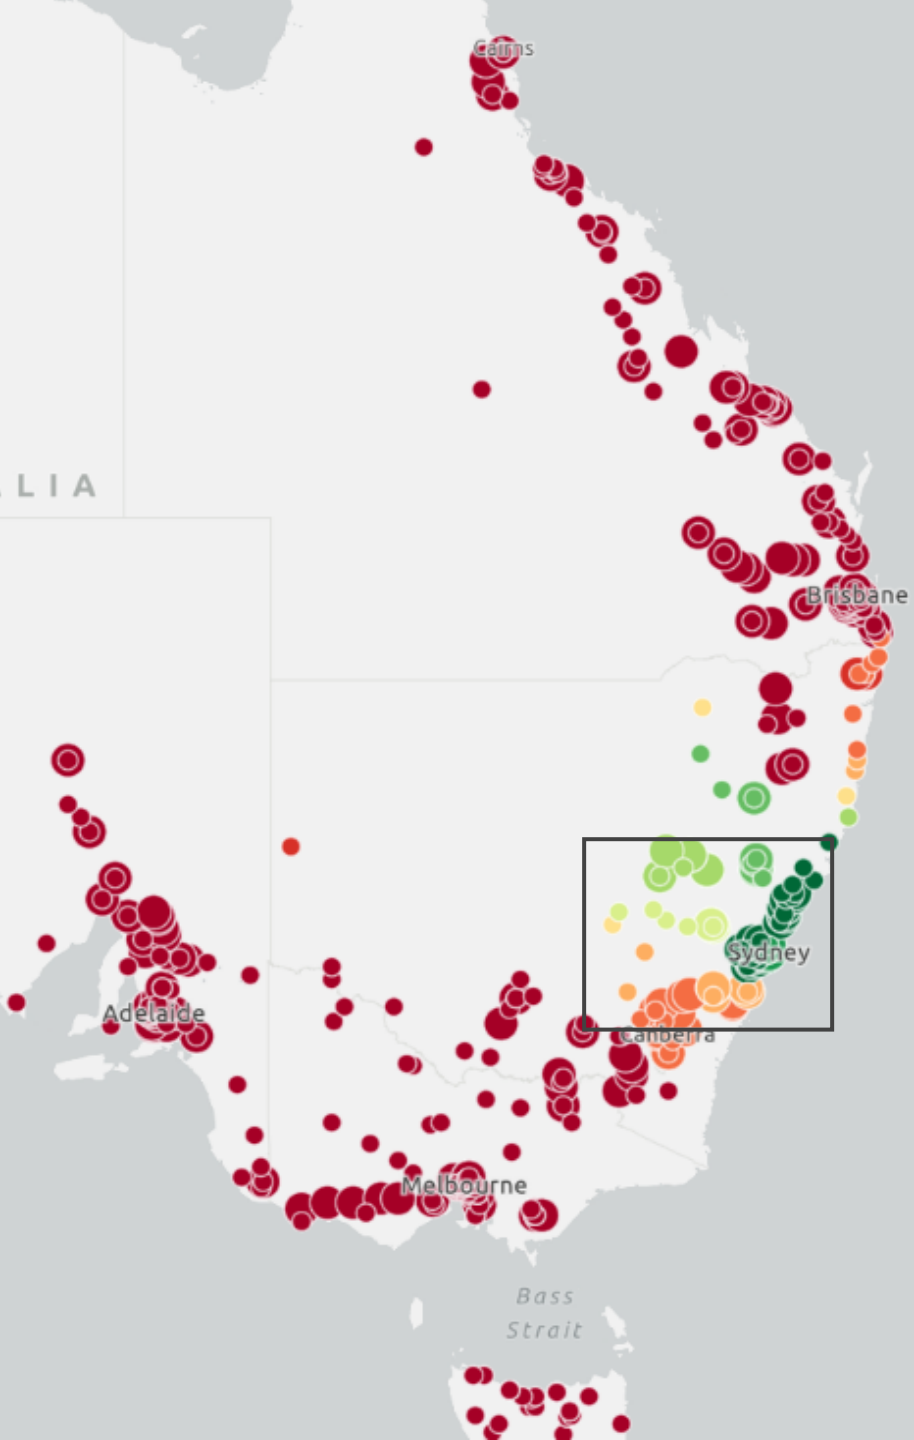 Cairns
LIA
Brisbane
Sydney
Adelaide
Canberra
Melbourne
Bass
Strait